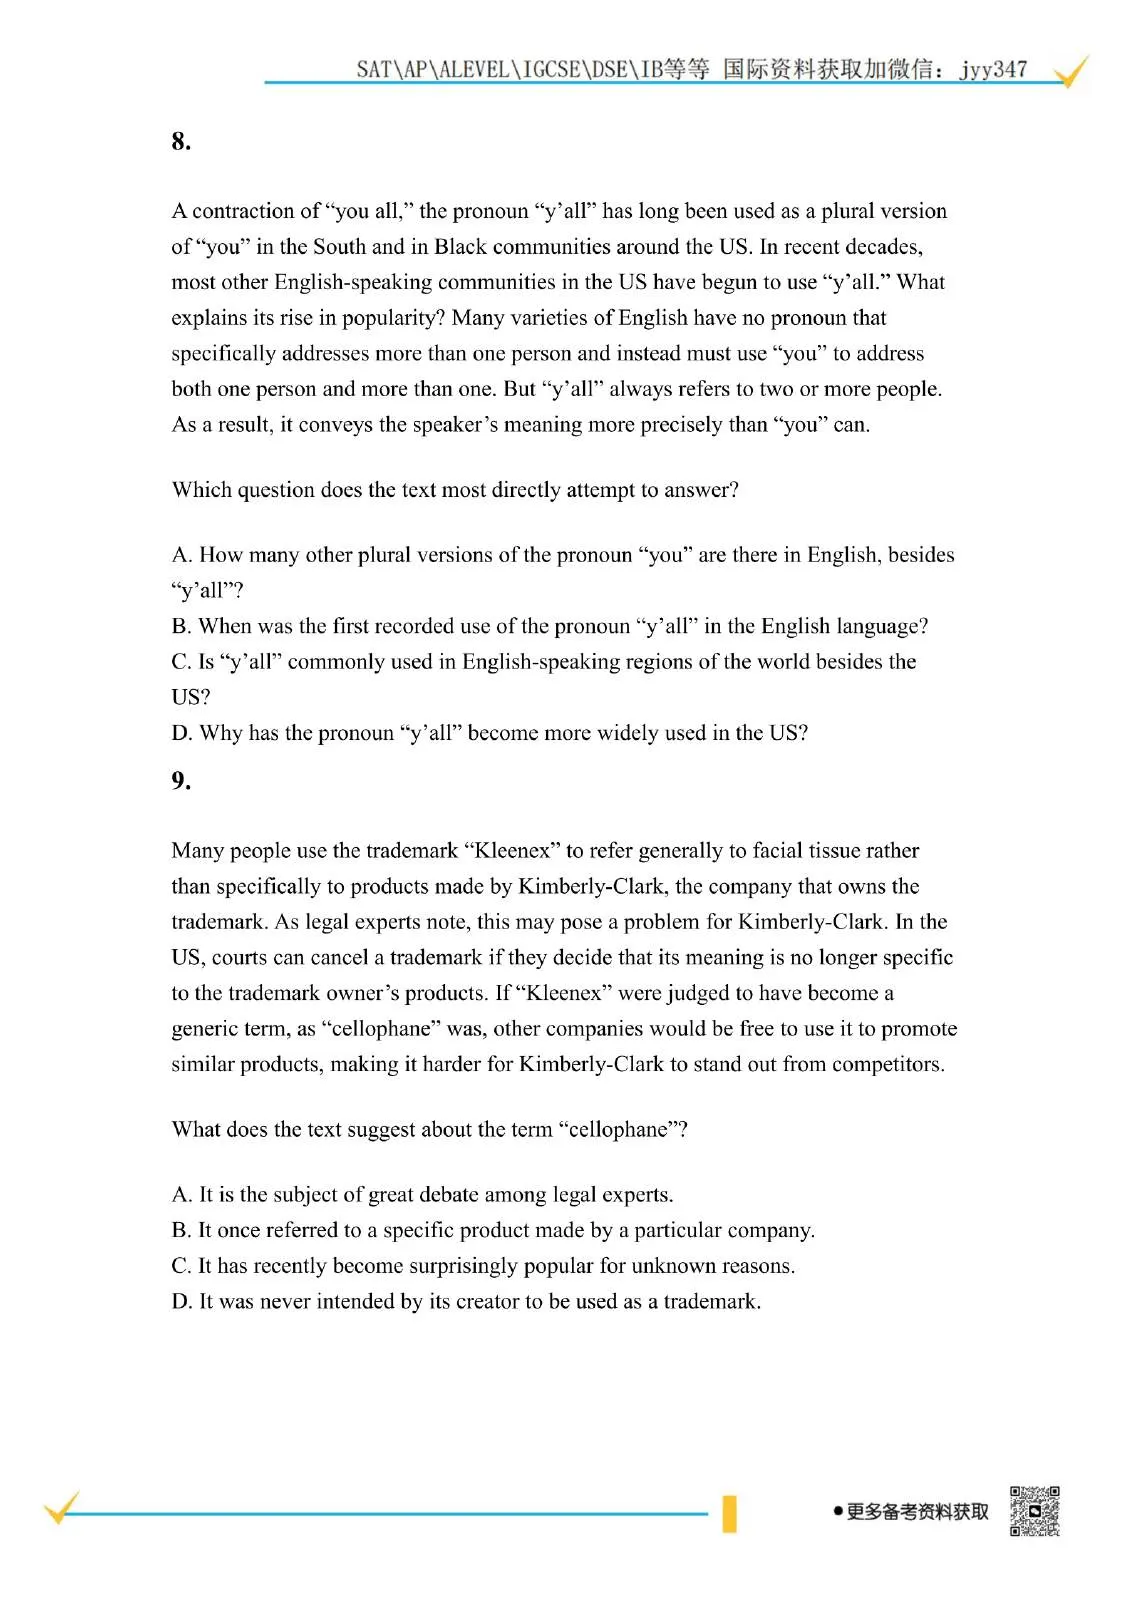 SAT\AP\ALEVEL\IGCSE\DSE\IB等等 国际资料获取加微信：jyy347
8.
A contraction of “you all,” the pronoun “y’all” has long been used as a plural version
of “you” in the South and in Black communities around the US. In recent decades,
most other English-speaking communities in the US have begun to use “y’all.” What
explains its rise in popularity? Many varieties of English have no pronoun that
specifically addresses more than one person and instead must use “you” to address
both one person and more than one. But “y’all” always refers to two or more people.
As a result, it conveys the speaker’s meaning more precisely than “you” can.
Which question does the text most directly attempt to answer?
A. How many other plural versions of the pronoun “you” are there in English, besides
“y’all”?
B. When was the first recorded use of the pronoun “y’all” in the English language?
C. Is “y’all” commonly used in English-speaking regions of the world besides the
US?
D. Why has the pronoun “y’all” become more widely used in the US?
9.
Many people use the trademark “Kleenex” to refer generally to facial tissue rather
than specifically to products made by Kimberly-Clark, the company that owns the
trademark. As legal experts note, this may pose a problem for Kimberly-Clark. In the
US, courts can cancel a trademark if they decide that its meaning is no longer specific
to the trademark owner’s products. If “Kleenex” were judged to have become a
generic term, as “cellophane” was, other companies would be free to use it to promote
similar products, making it harder for Kimberly-Clark to stand out from competitors.
What does the text suggest about the term “cellophane”?
A. It is the subject of great debate among legal experts.
B. It once referred to a specific product made by a particular company.
C. It has recently become surprisingly popular for unknown reasons.
D. It was never intended by its creator to be used as a trademark.
●更多备考资料获取